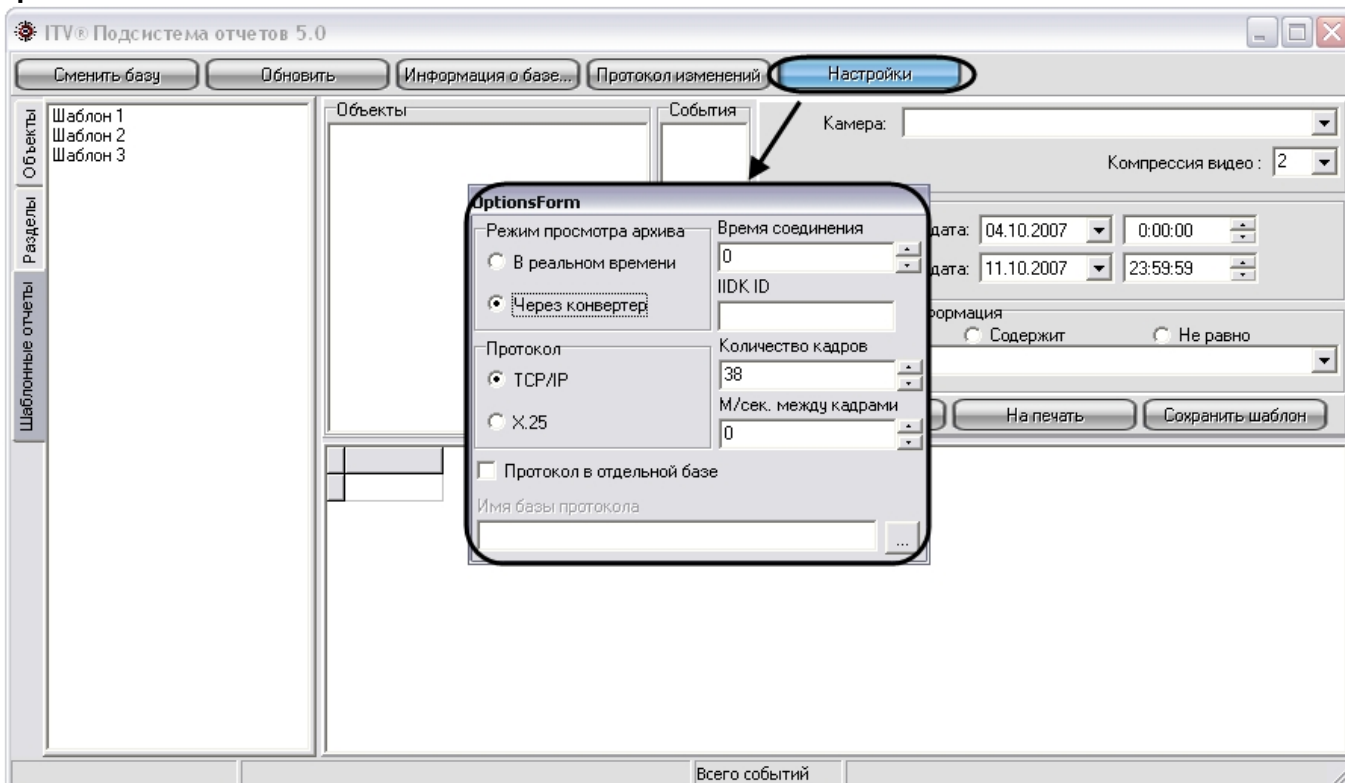 ITV® Подсистема отчетов 5.0
Сменить базу
Обновить
Информация о базе...
Протокол изменений
Настройки
Объекты
Разделы
Шаблонные отчеты
Шаблон 1
Шаблон 2
Шаблон 3
Объекты
События
Камера:
Компрессия видео :
2
дата:
04.10.2007
0:00:00
дата:
11.10.2007
23:59:59
Содержит
Не равно
На печать
Сохранить шаблон
OptionsForm
Режим просмотра архива
В реальном времени
Через конвертер
Протокол
TCP/IP
X.25
Время соединения
0
IIDK ID
Количество кадров
38
М/сек. между кадрами
0
Протокол в отдельной базе
Имя базы протокола
...
Всего событий